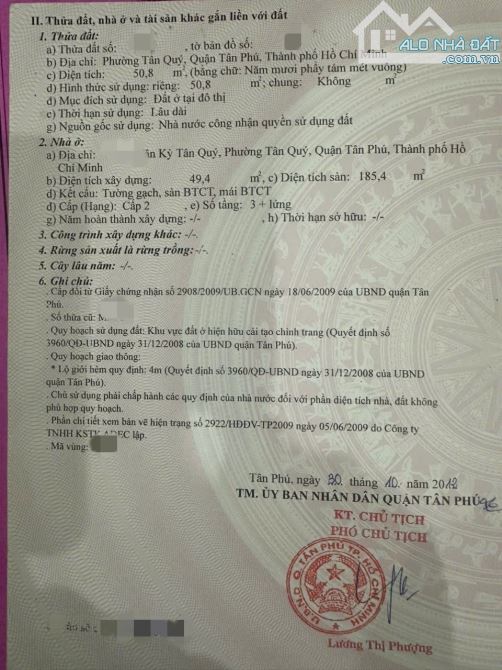 ALO NHÀ ĐẤT
.com.vn
II. Thửa đất, nhà ở và tài sản khác gắn liền với đất
1. Thửa đất:
a) Thửa đất số: , tờ bản đồ số:
b) Địa chỉ: Phường Tân Quý, Quận Tân Phú, Thành phố Hồ Chí Minh
c) Diện tích: 50,8 m², (bằng chữ: Năm mươi phẩy tám mét vuông)
d) Hình thức sử dụng: riêng: 50,8 m²; chung: Không m²
đ) Mục đích sử dụng: Đất ở tại đô thị
e) Thời hạn sử dụng: Lâu dài
g) Nguồn gốc sử dụng: Nhà nước công nhận quyền sử dụng đất
2. Nhà ở:
a) Địa chỉ: Kỳ Tân Quý, Phường Tân Quý, Quận Tân Phú, Thành phố Hồ
Chí Minh
b) Diện tích xây dựng: 49,4 m², c) Diện tích sàn: 185,4 m²
d) Kết cấu: Tường gạch, sàn BTCT, mái BTCT
đ) Cấp (Hạng): Cấp 2 , e) Số tầng: 3 + lửng
g) Năm hoàn thành xây dựng: -/- , h) Thời hạn sở hữu: -/-
3. Công trình xây dựng khác: -/-.
4. Rừng sản xuất là rừng trồng: -/-.
5. Cây lâu năm: -/-.
6. Ghi chú:
. Cấp đổi từ Giấy chứng nhận số 2908/2009/UB.GCN ngày 18/06/2009 của UBND quận Tân
Phú.
. Số thửa cũ:
. Quy hoạch sử dụng đất: Khu vực đất ở hiện hữu cải tạo chỉnh trang (Quyết định số
3960/QĐ-UBND ngày 31/12/2008 của UBND quận Tân Phú).
. Quy hoạch giao thông:
* Lộ giới hẻm quy định: 4m (Quyết định số 3960/QĐ-UBND ngày 31/12/2008 của UBND
quận Tân Phú).
. Chủ sử dụng phải chấp hành các quy định của nhà nước đối với phần diện tích nhà, đất không
phù hợp quy hoạch.
. Phần chi tiết xem bản vẽ hiện trạng số 2922/HĐĐV-TP2009 ngày 05/06/2009 do Công ty
TNHH lập.
. Mã vùng:
Tân Phú, ngày 30 tháng 10 năm 2012
TM. ỦY BAN NHÂN DÂN QUẬN TÂN PHÚ
KT. CHỦ TỊCH
PHÓ CHỦ TỊCH
U.B.N.D Q. TÂN PHÚ TP. HỒ CHÍ MINH
Lương Thị Phượng